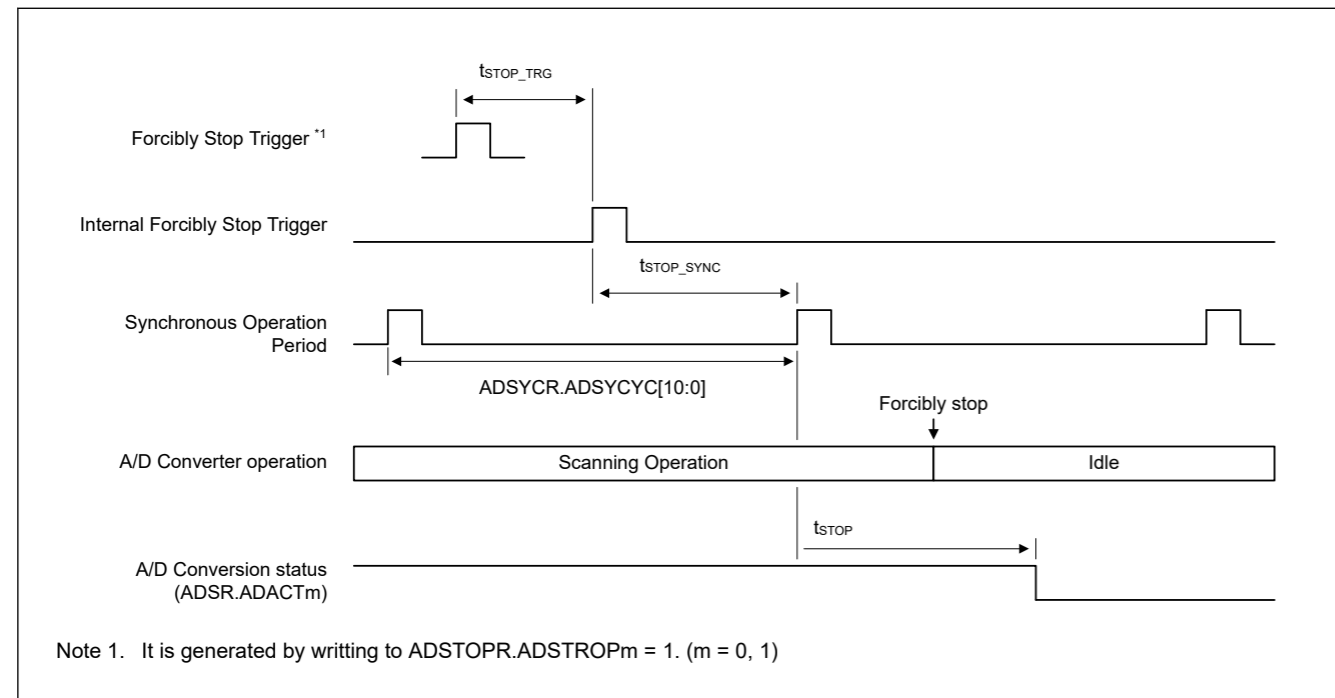 tSTOP_TRG
Forcibly Stop Trigger *1
Internal Forcibly Stop Trigger
tSTOP_SYNC
Synchronous Operation
Period
ADSYCR.ADSYCYC[10:0]
Forcibly stop
A/D Converter operation
Scanning Operation
Idle
tSTOP
A/D Conversion status
(ADSR.ADACTm)
Note 1. It is generated by writting to ADSTOPR.ADSTROPm = 1. (m = 0, 1)